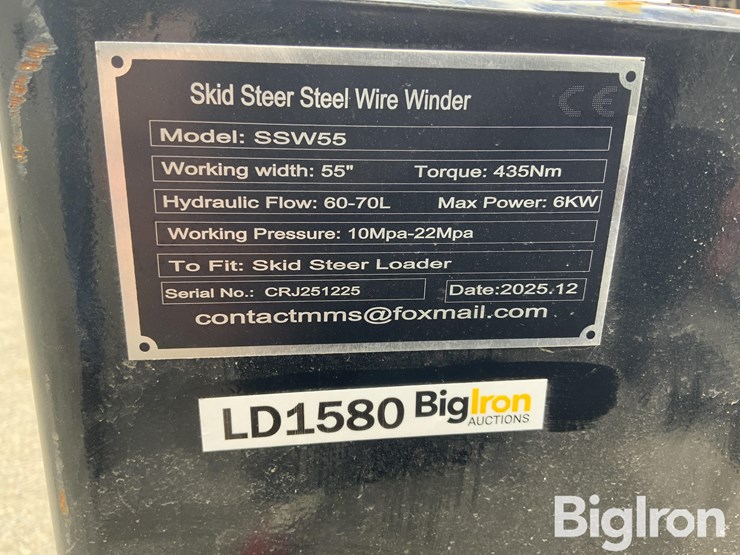 Skid Steer Steel Wire Winder CE
Model: SSW55
Working width: 55" Torque: 435Nm
Hydraulic Flow: 60-70L Max Power: 6KW
Working Pressure: 10Mpa-22Mpa
To Fit: Skid Steer Loader
Serial No.: CRJ251225 Date:2025.12
contactmms@foxmail.com
LD1580 BigIron
AUCTIONS
BigIron